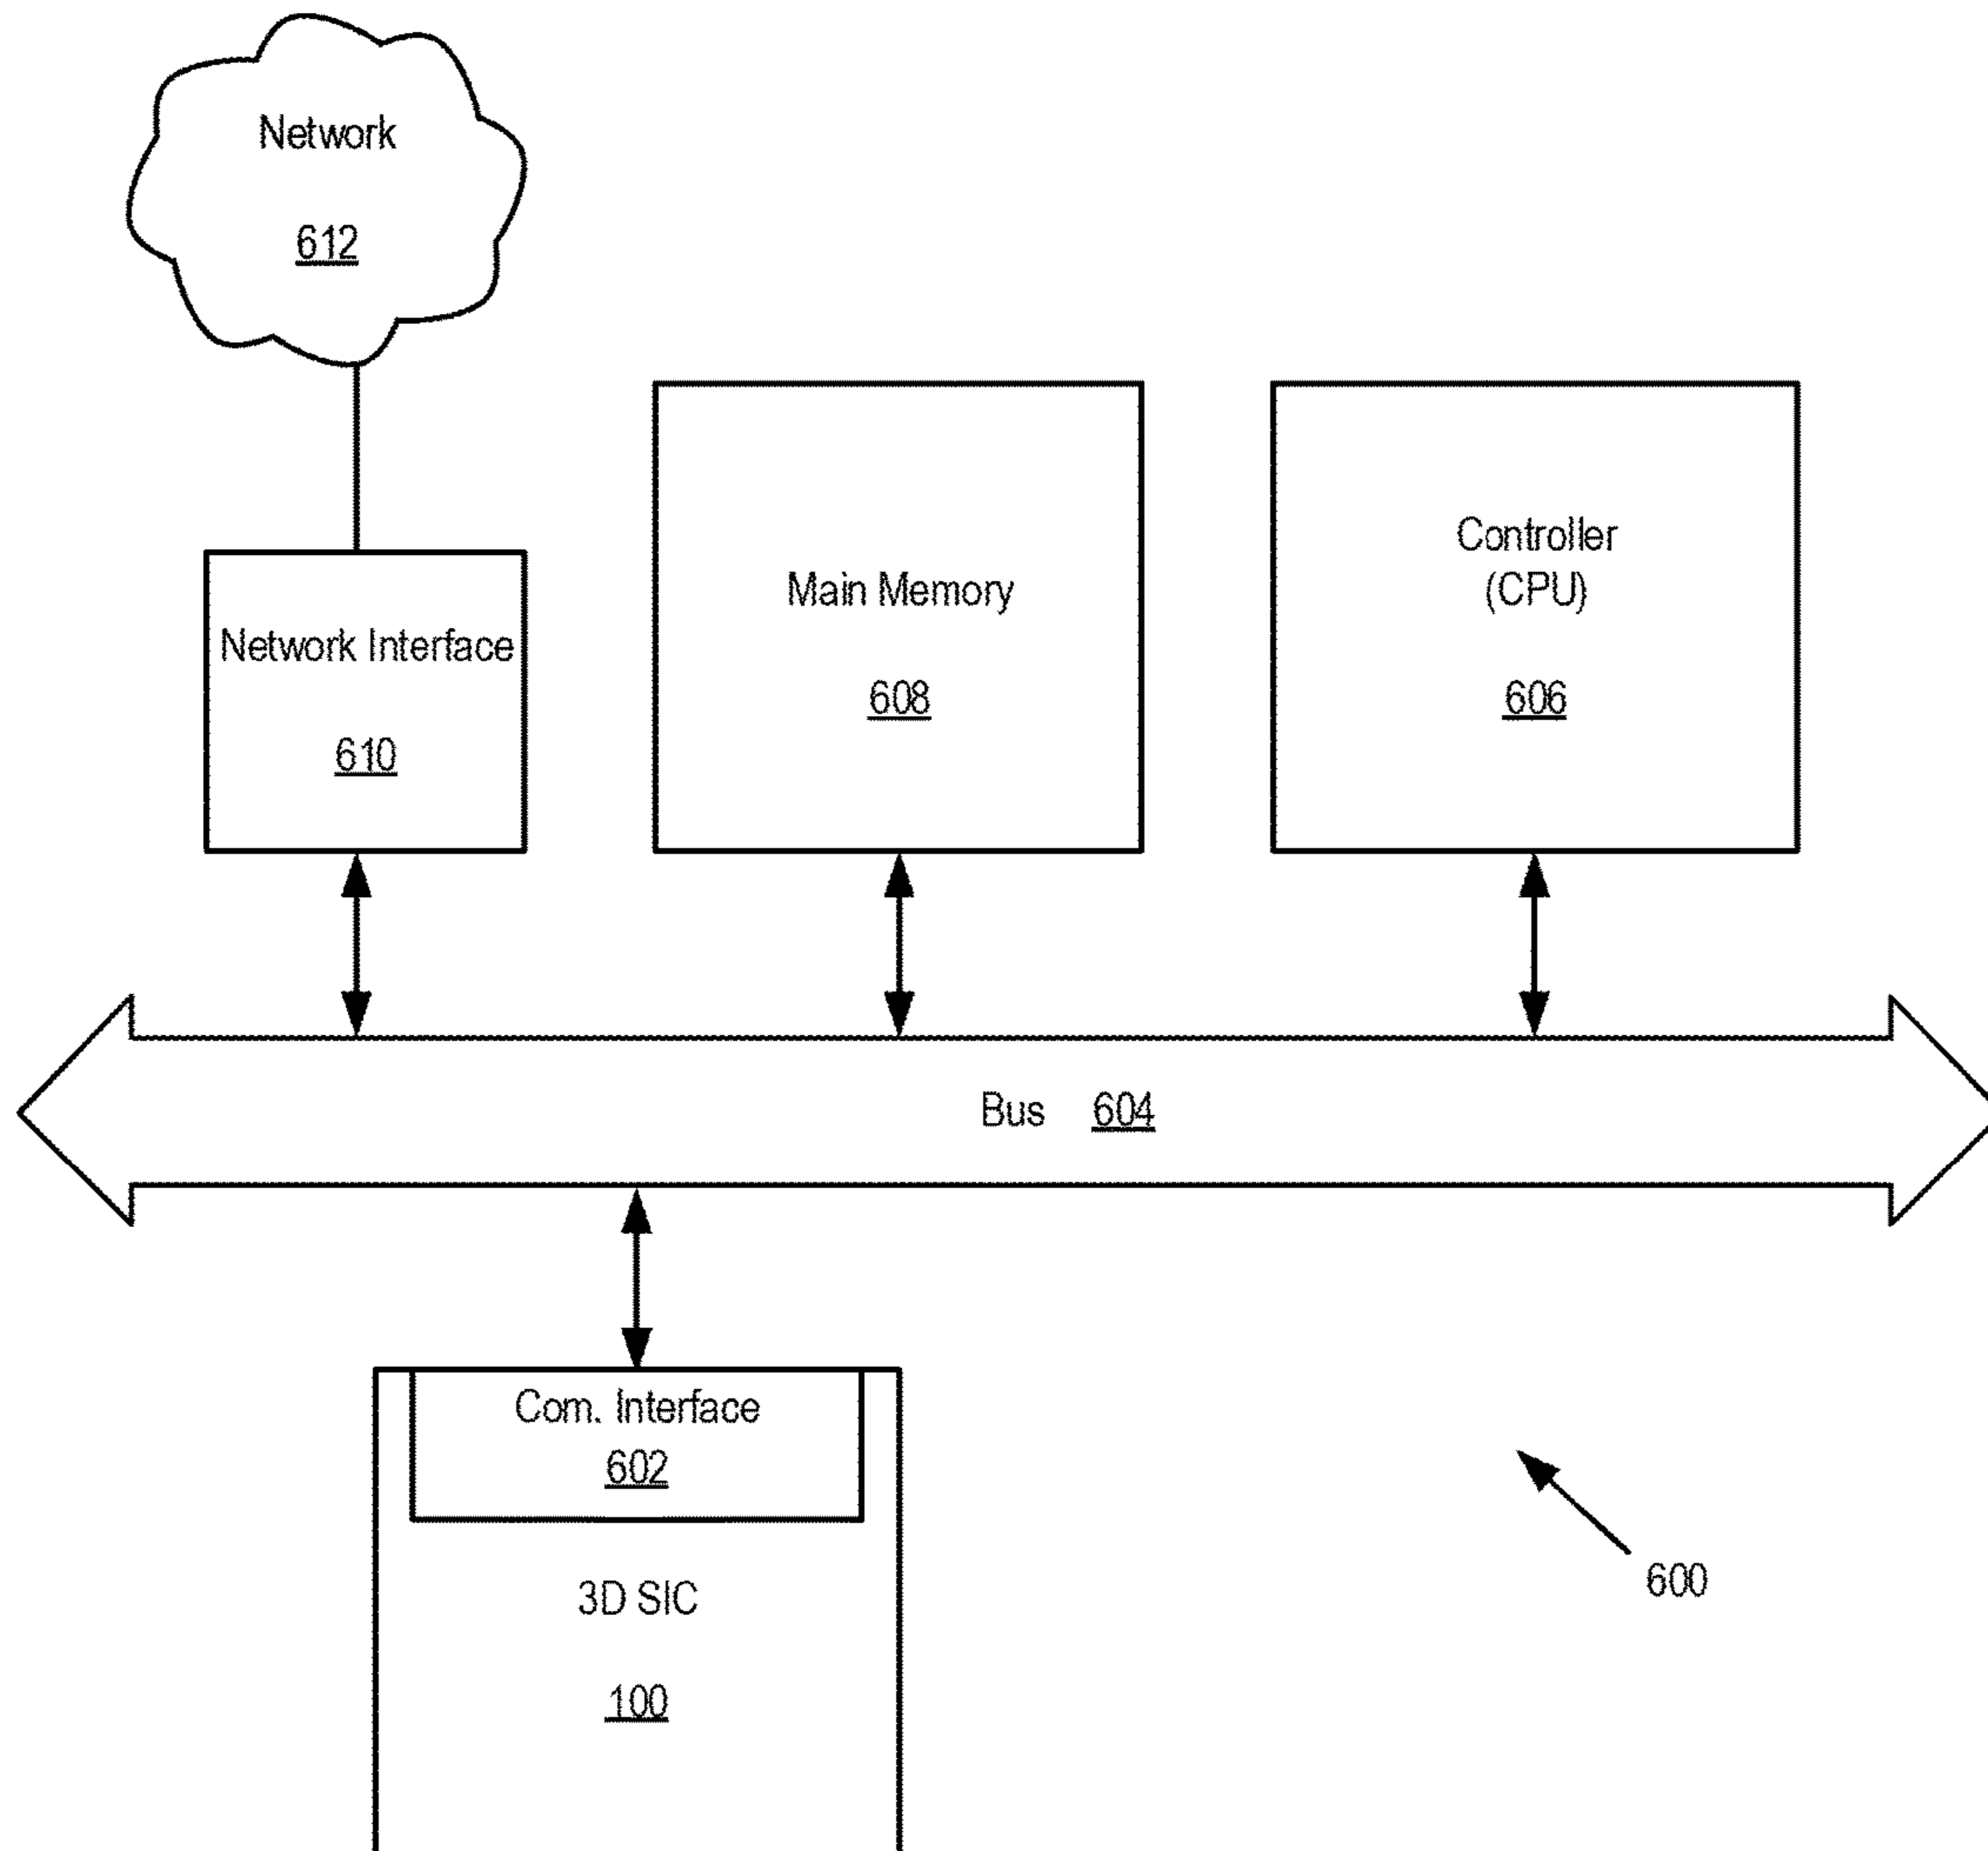 Network
612
Network Interface
610
Main Memory
608
Controller
(CPU)
606
Bus 604
Com. Interface
602
3D SIC
100
600